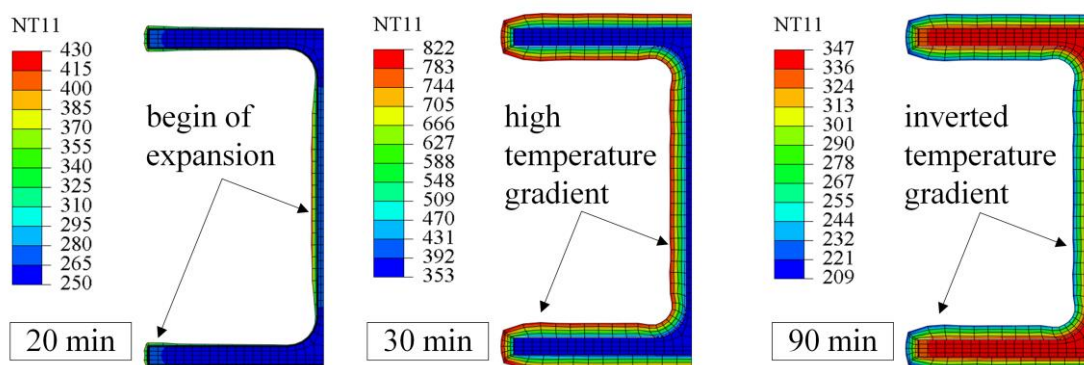 NT11
430
415
400
385
370
355
340
325
310
295
280
265
250
begin of
expansion
20 min
NT11
822
783
744
705
666
627
588
548
509
470
431
392
353
high
temperature
gradient
30 min
NT11
347
336
324
313
301
290
278
267
255
244
232
221
209
inverted
temperature
gradient
90 min